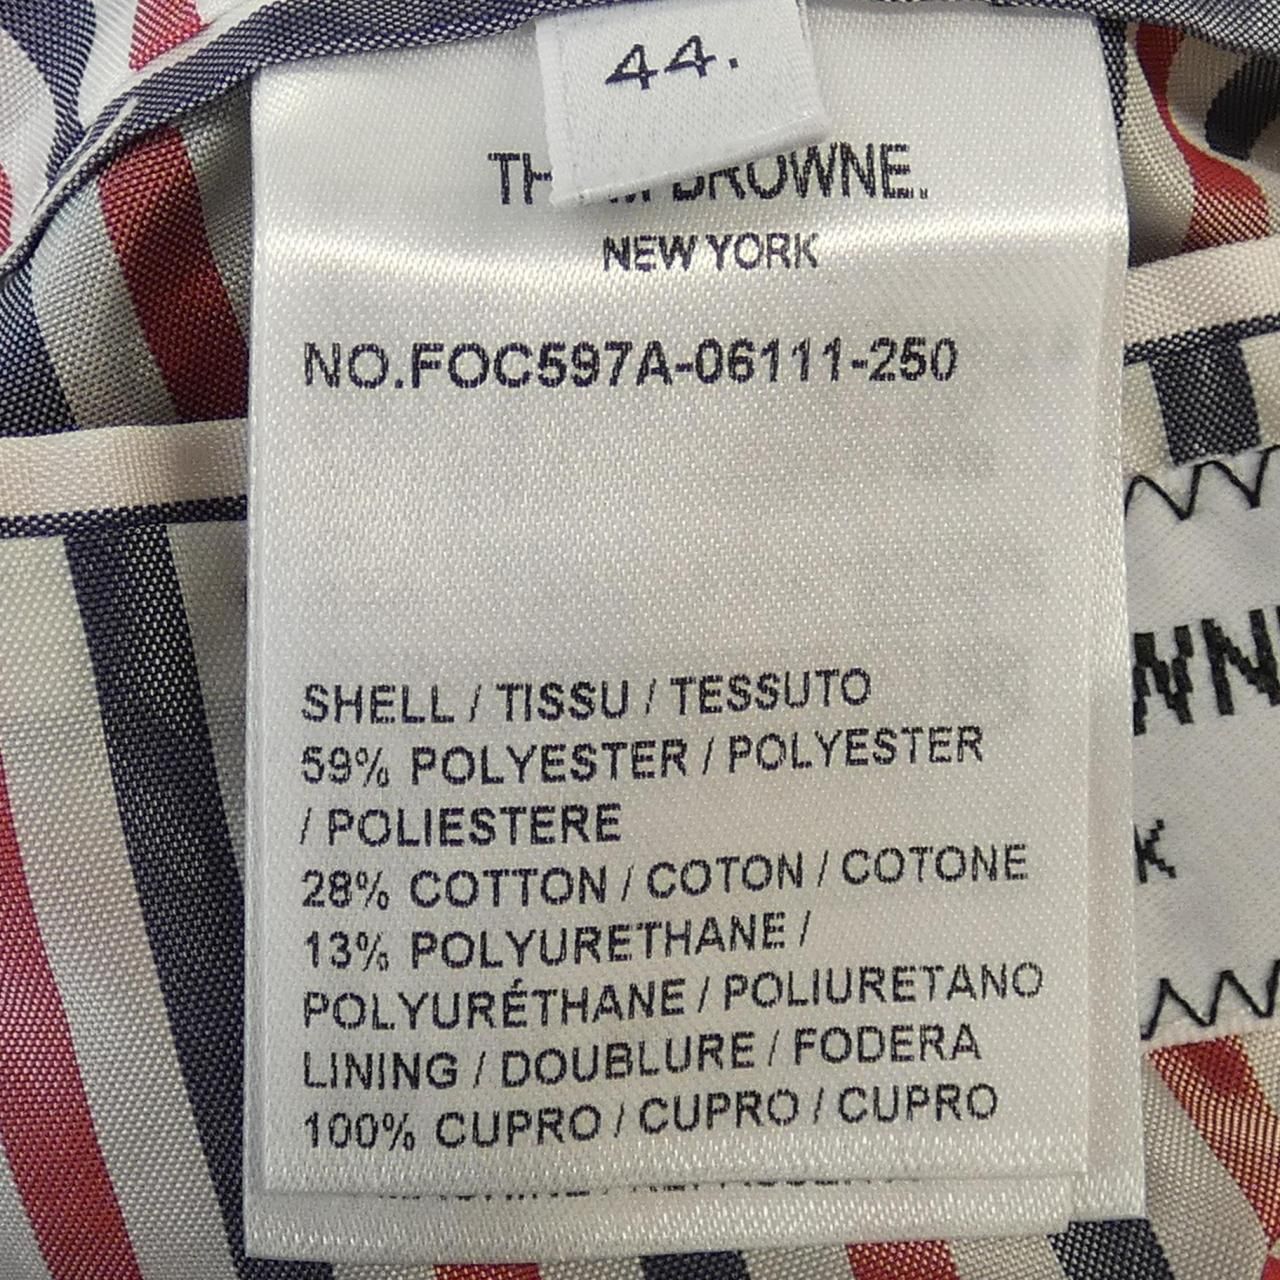 44.
BROWNE.
NEW YORK
NO.FOC597A-06111-250
SHELL / TISSU / TESSUTO
59% POLYESTER / POLYESTER
/ POLIESTERE
28% COTTON / COTON / COTONE
13% POLYURETHANE /
POLYURÉTHANE / POLIURETANO
LINING / DOUBLURE / FODERA
100% CUPRO / CUPRO / CUPRO